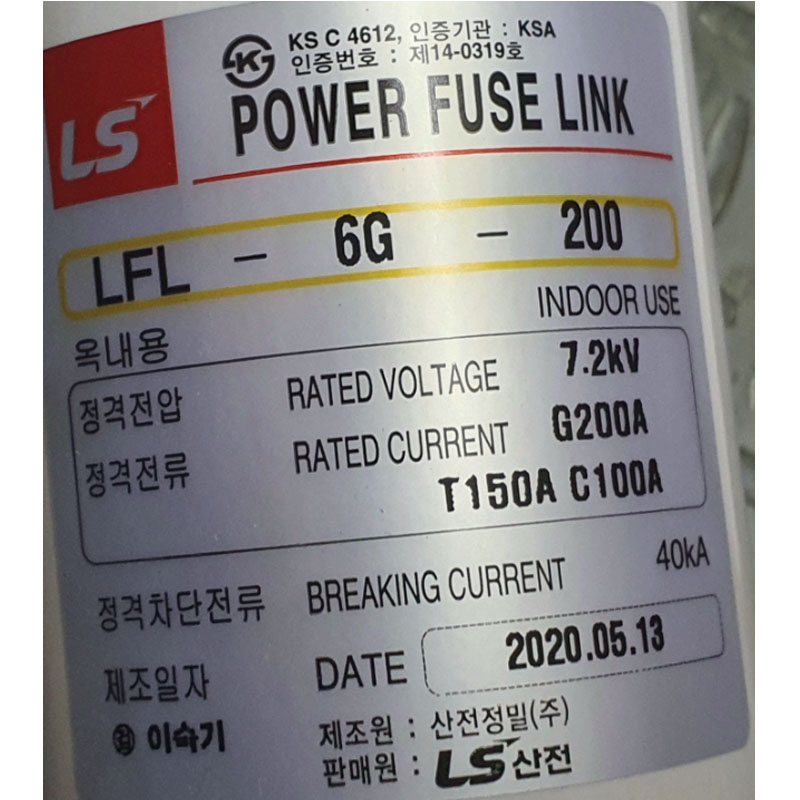 LS
KS C 4612, 인증기관 : KSA
인증번호 : 제14-0319호
POWER FUSE LINK
LFL - 6G - 200
옥내용 INDOOR USE
정격전압 RATED VOLTAGE 7.2kV
정격전류 RATED CURRENT G200A
T150A C100A
정격차단전류 BREAKING CURRENT 40kA
제조일자 DATE 2020.05.13
검 이숙기 제조원 : 산전정밀(주)
판매원 : LS산전